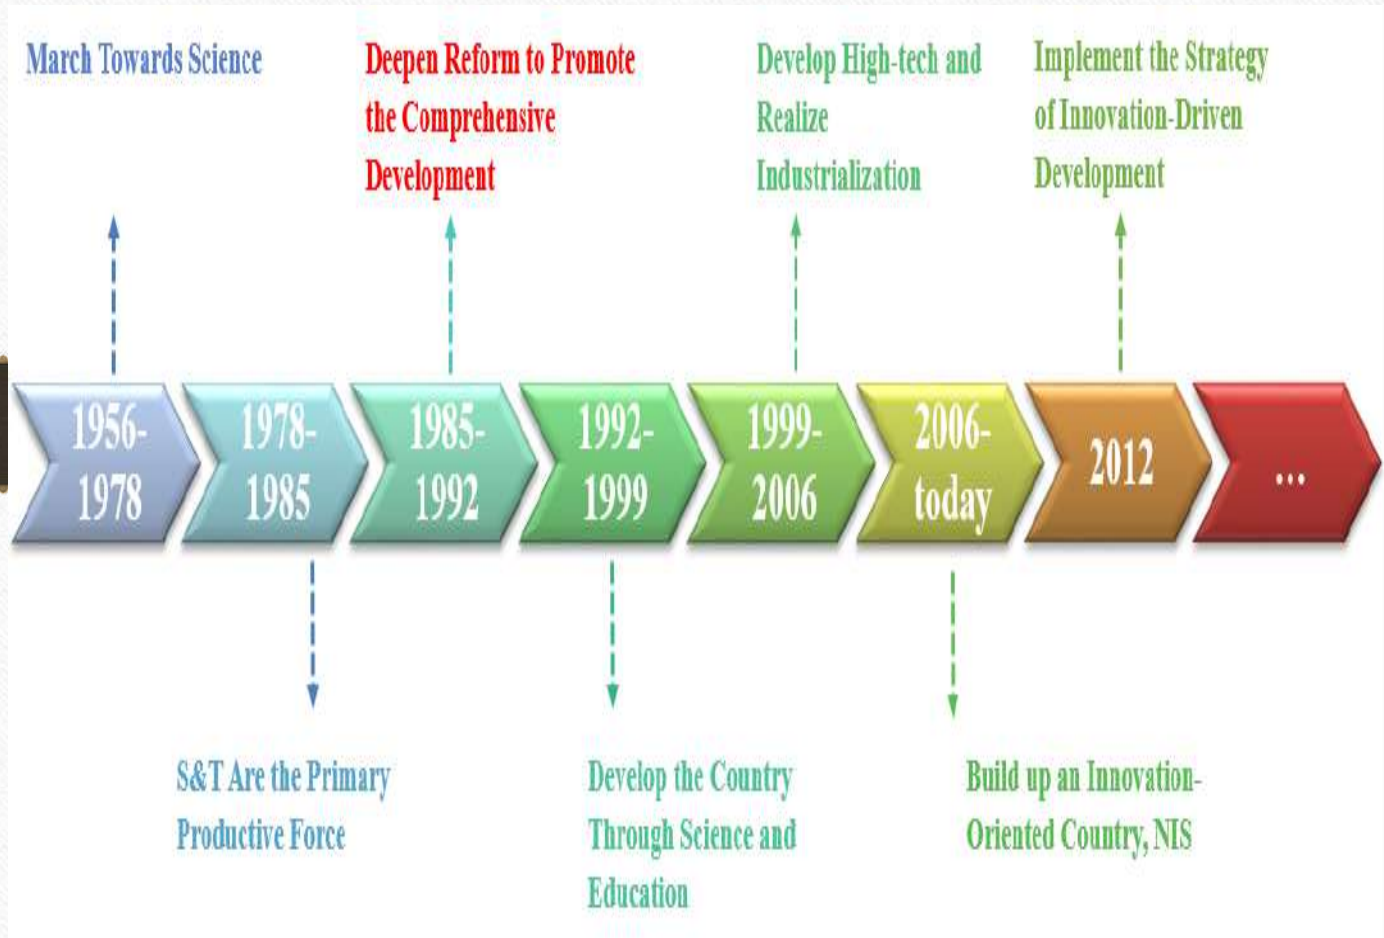 March Towards Science
Deepen Reform to Promote
the Comprehensive
Development
Develop High-tech and
Realize
Industrialization
Implement the Strategy
of Innovation-Driven
Development
1956-
1978
1978-
1985
1985-
1992
1992-
1999
1999-
2006
2006-
today
2012
...
S&T Are the Primary
Productive Force
Develop the Country
Through Science and
Education
Build up an Innovation-
Oriented Country, NIS